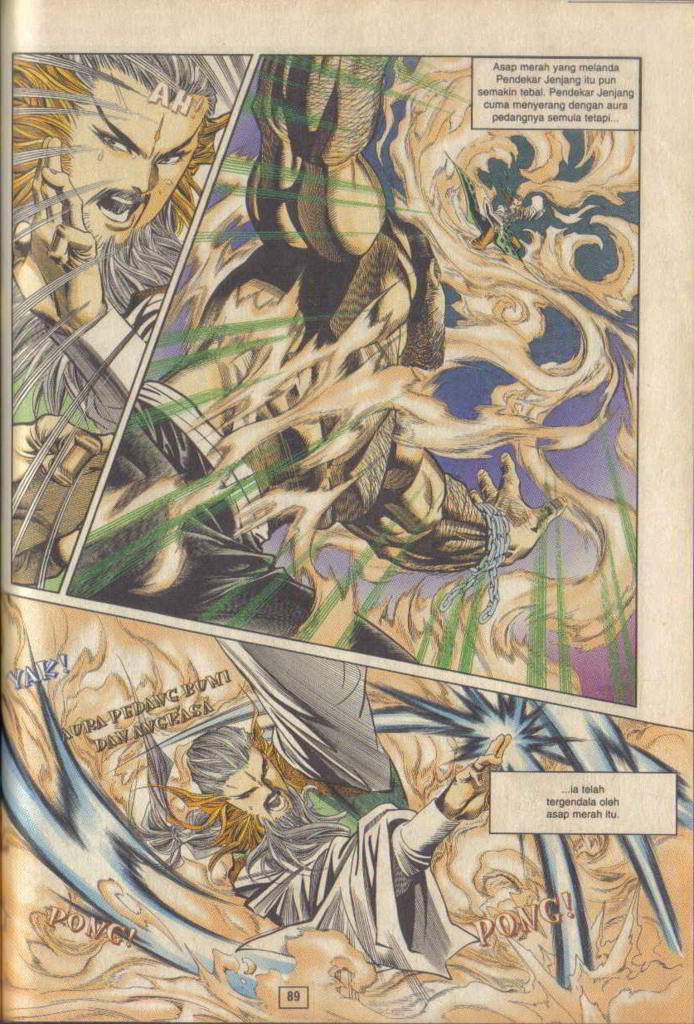 Asap merah yang melanda
Pendekar Jenjang itu pun
semakin tebal. Pendekar Jenjang
cuma menyerang dengan aura
pedangnya semula tetapi...
AH
YAK!
AURA PEDANG BUMI
DAN ANGKASA
...ia telah
tergendala oleh
asap merah itu.
PONG!
PONG!
89